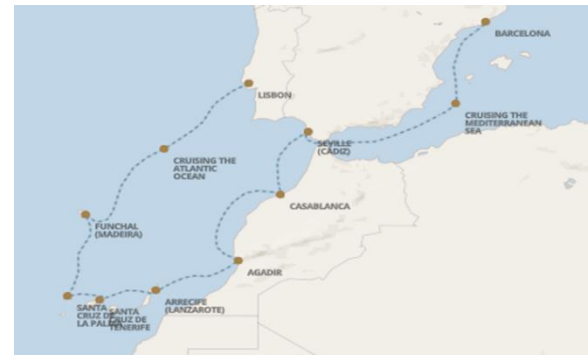 BARCELONA
LISBON
CRUISING THE
MEDITERRANEAN
SEA
SEVILLE
(CÁDIZ)
CRUISING THE
ATLANTIC
OCEAN
CASABLANCA
FUNCHAL
(MADEIRA)
AGADIR
ARRECIFE
(LANZAROTE)
SANTA
CRUZ DE
LA PALMA
SANTA
CRUZ DE
TENERIFE